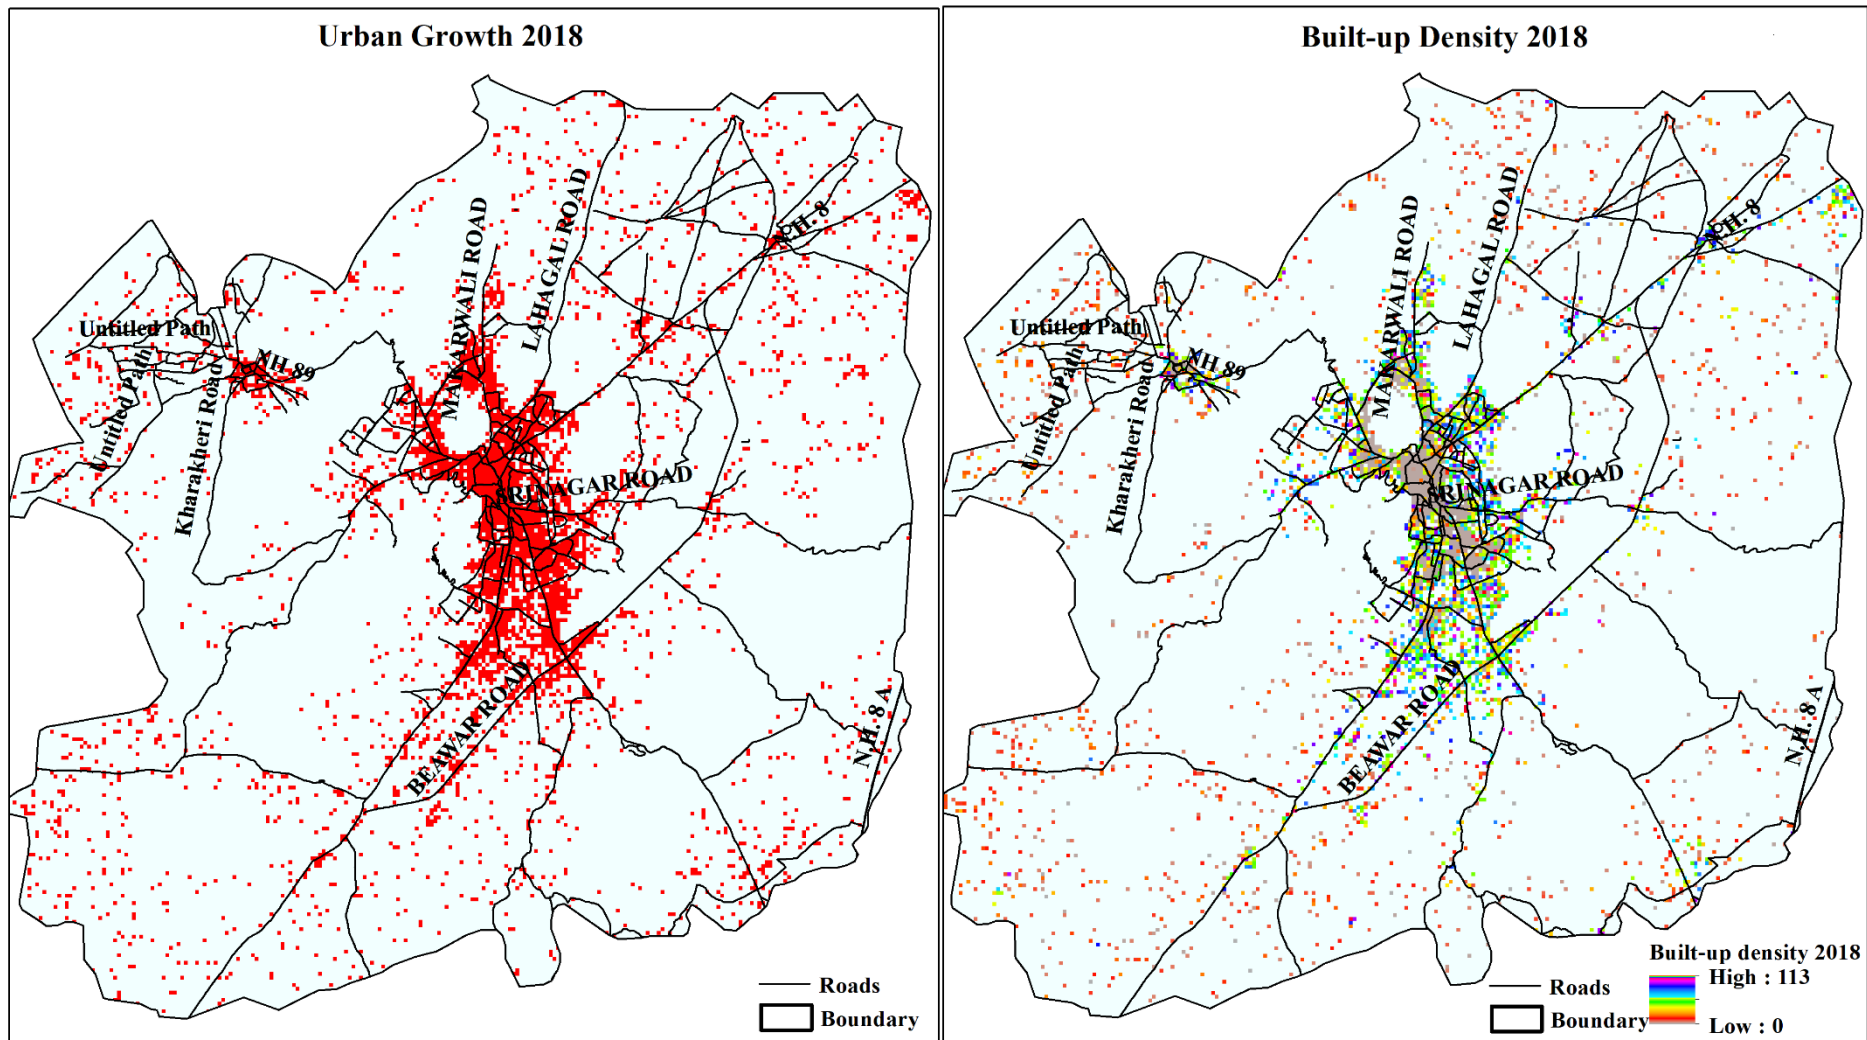 Urban Growth 2018
MAKARWALI ROAD
LAHAGAL ROAD
N.H. 8
Untitled Path
NH 89
Untitled Path
Kharakheri Road
SRINAGAR ROAD
BEAWAR ROAD
N.H. 8 A
Roads
Boundary
Built-up Density 2018
MAKARWALI ROAD
LAHAGAL ROAD
N.H. 8
Untitled Path
NH 89
Untitled Path
Kharakheri Road
SRINAGAR ROAD
BEAWAR ROAD
N.H. 8 A
Built-up density 2018
Roads
Boundary
High : 113
Low : 0